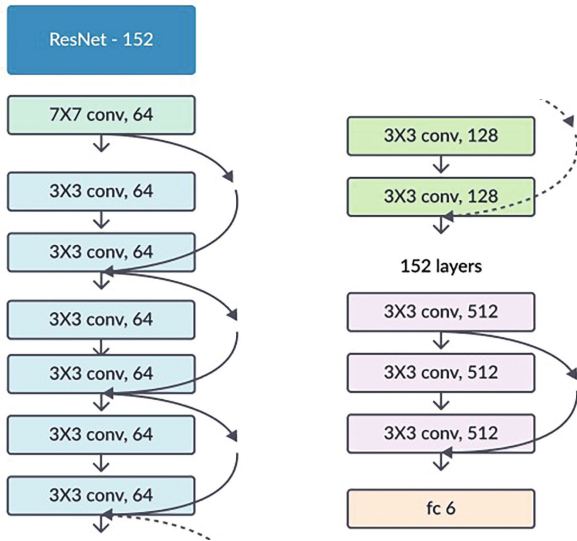 ResNet - 152
7X7 conv, 64
3X3 conv, 64
3X3 conv, 64
3X3 conv, 64
3X3 conv, 64
3X3 conv, 64
3X3 conv, 64
3X3 conv, 128
3X3 conv, 128
152 layers
3X3 conv, 512
3X3 conv, 512
3X3 conv, 512
fc 6